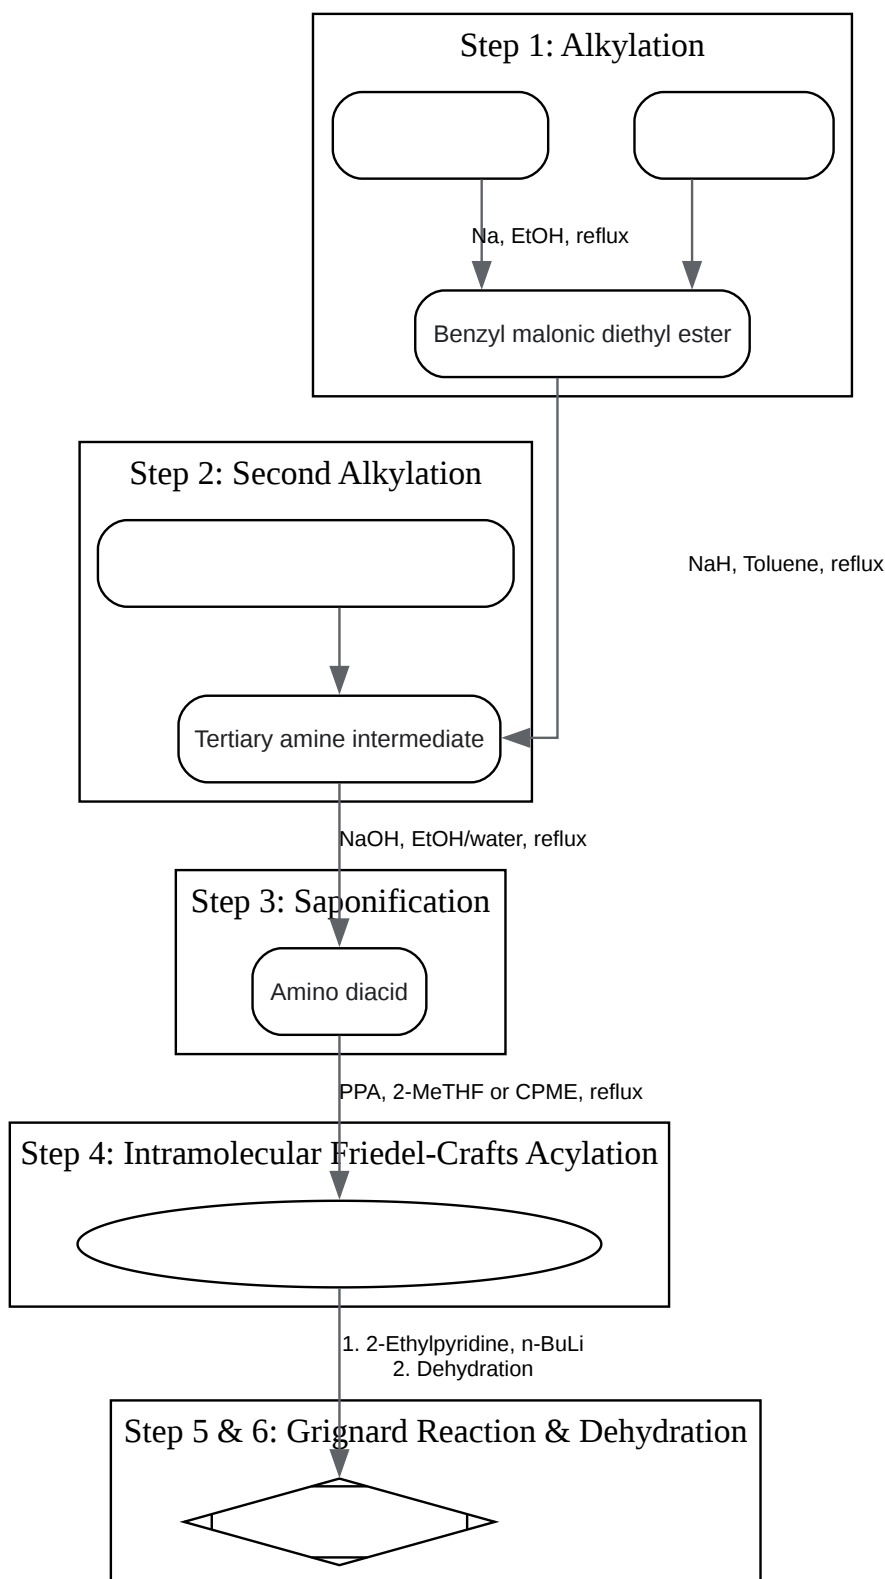 Step 1: Alkylation
Na, EtOH, reflux
Benzyl malonic diethyl ester
Step 2: Second Alkylation
NaH, Toluene, reflux
Tertiary amine intermediate
NaOH, EtOH/water, reflux
Step 3: Saponification
Amino diacid
PPA, 2-MeTHF or CPME, reflux
Step 4: Intramolecular Friedel-Crafts Acylation
1. 2-Ethylpyridine, n-BuLi
2. Dehydration
Step 5 & 6: Grignard Reaction & Dehydration